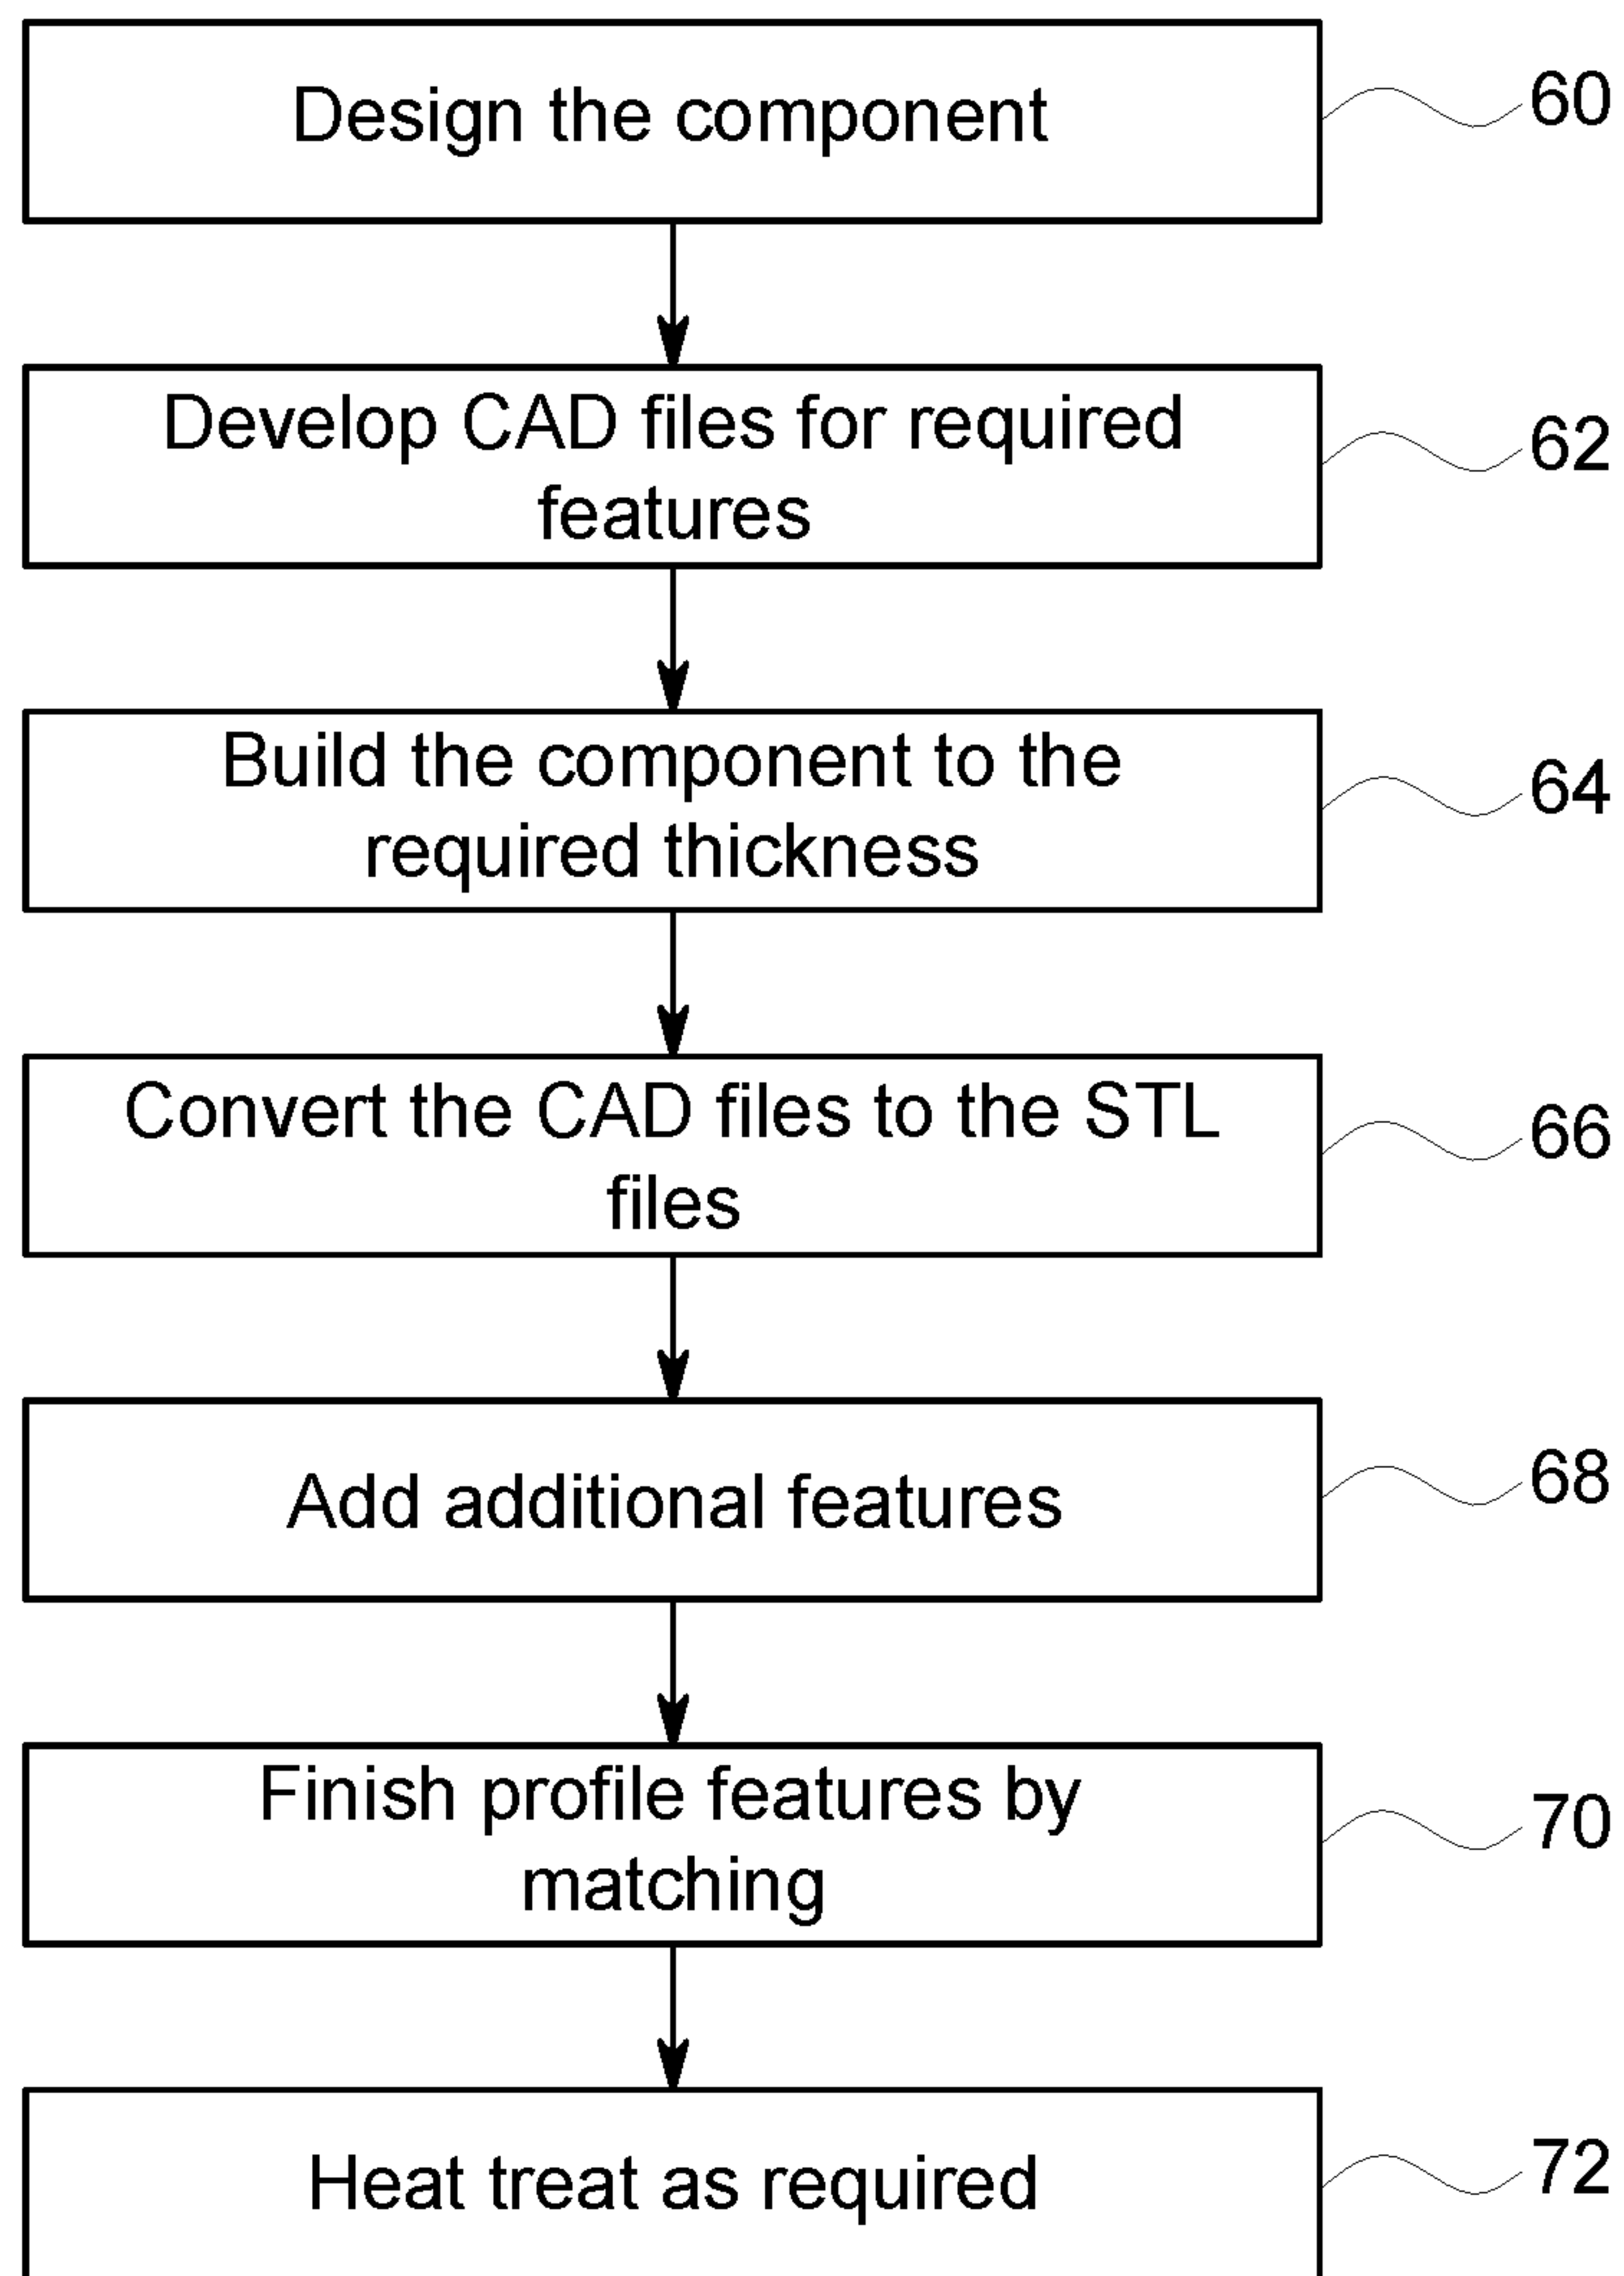 Design the component
60
Develop CAD files for required
features
62
Build the component to the
required thickness
64
Convert the CAD files to the STL
files
66
Add additional features
68
Finish profile features by
matching
70
Heat treat as required
72